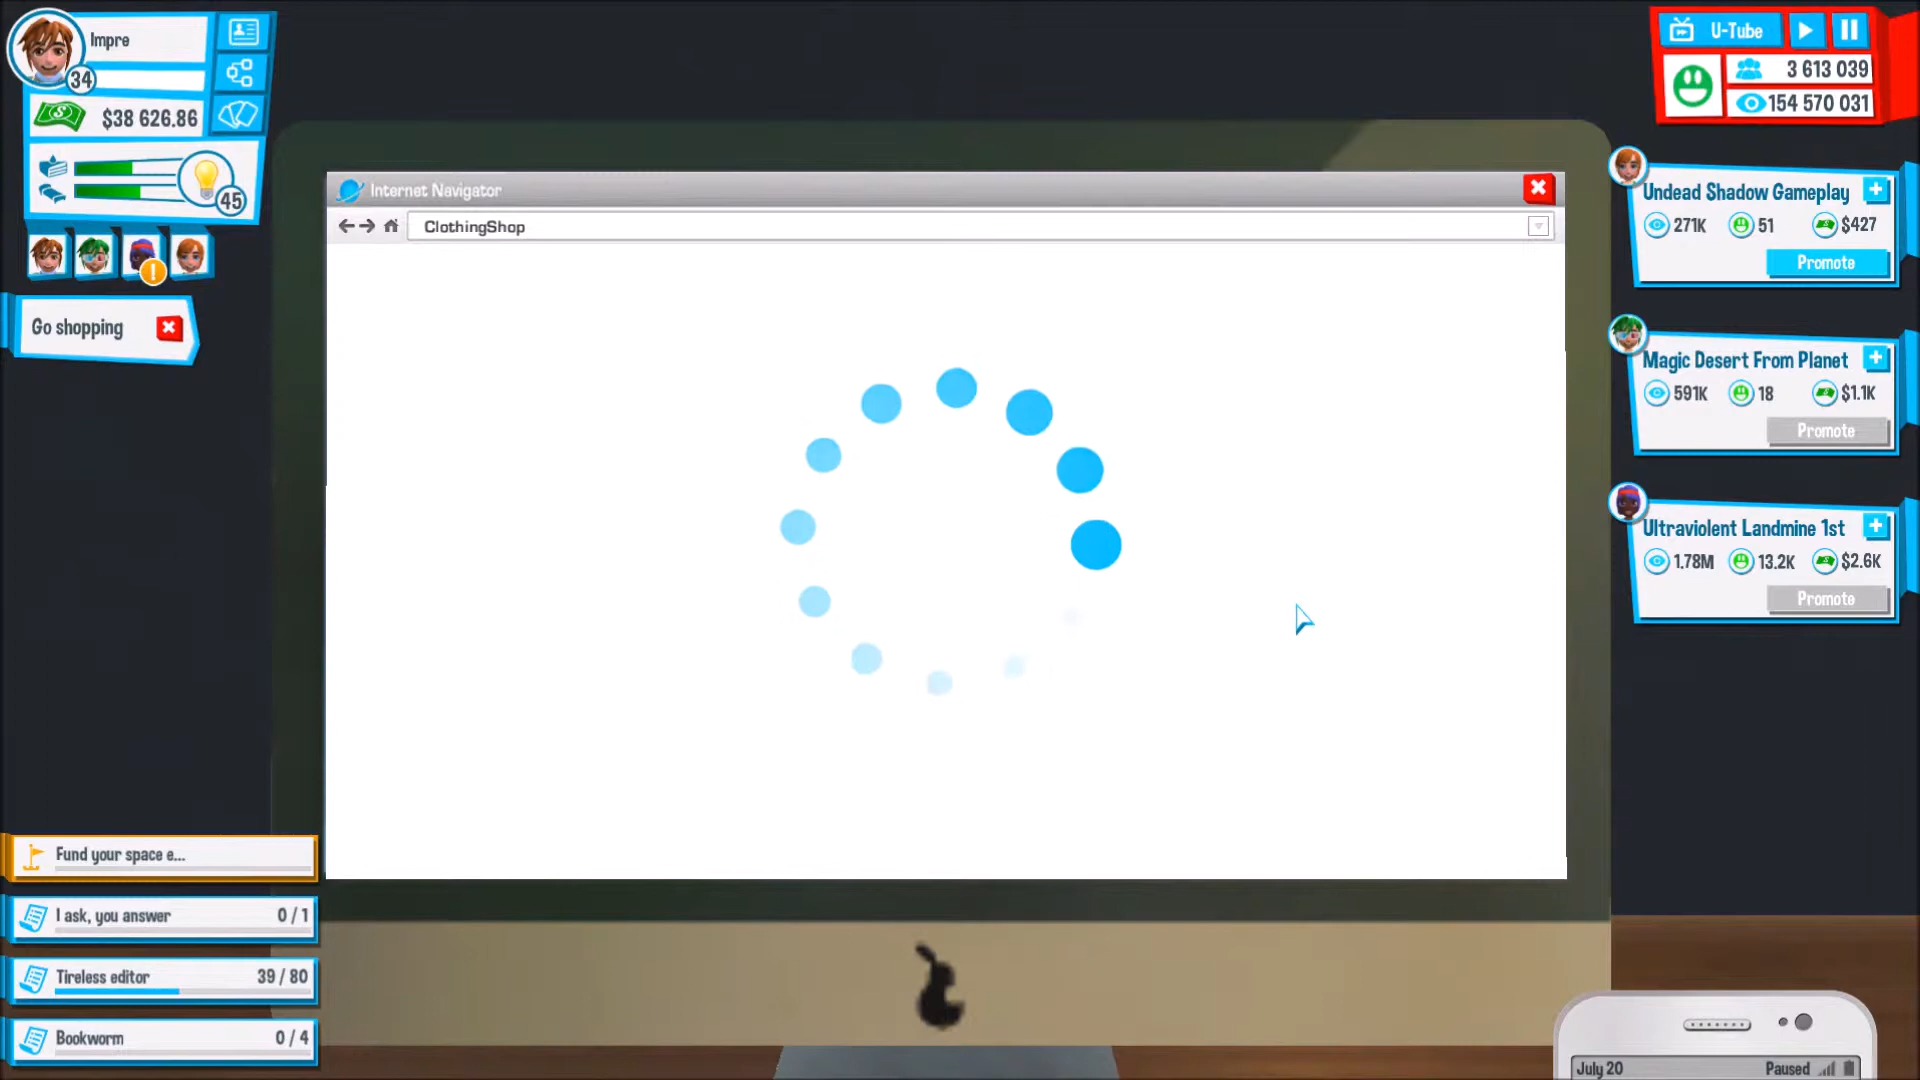 Impre
34
$38 626.86
45
!
Go shopping
Fund your space e...
I ask, you answer 0 / 1
Tireless editor 39 / 80
Bookworm 0 / 4
Internet Navigator
ClothingShop
U-Tube
3 613 039
154 570 031
Undead Shadow Gameplay
271K 51 $427
Promote
Magic Desert From Planet
591K 18 $1.1K
Promote
Ultraviolent Landmine 1st
1.78M 13.2K $2.6K
Promote
July 20 Paused